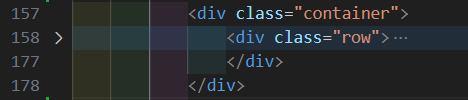 157 <div class="container">
158 > <div class="row">⋯
177 </div>
178 </div>